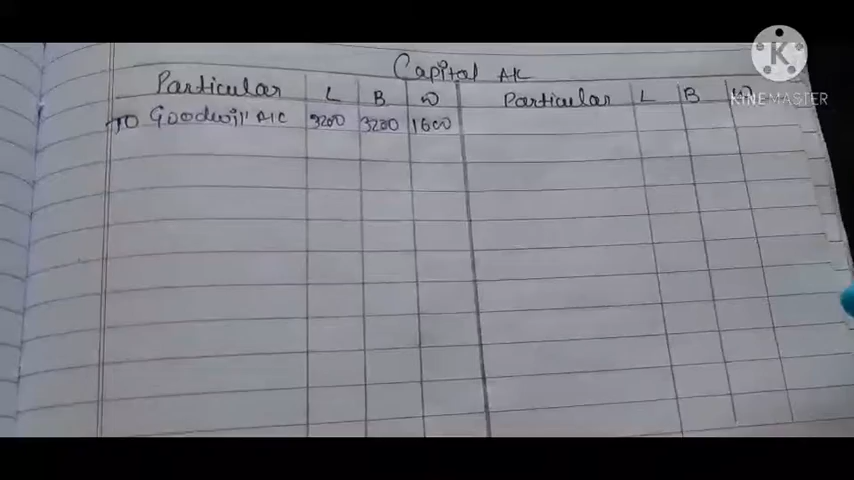 Capital A/c
Particular L B W Particular L B W
TO Goodwill A/C 3200 3200 1600
K
KINEMASTER